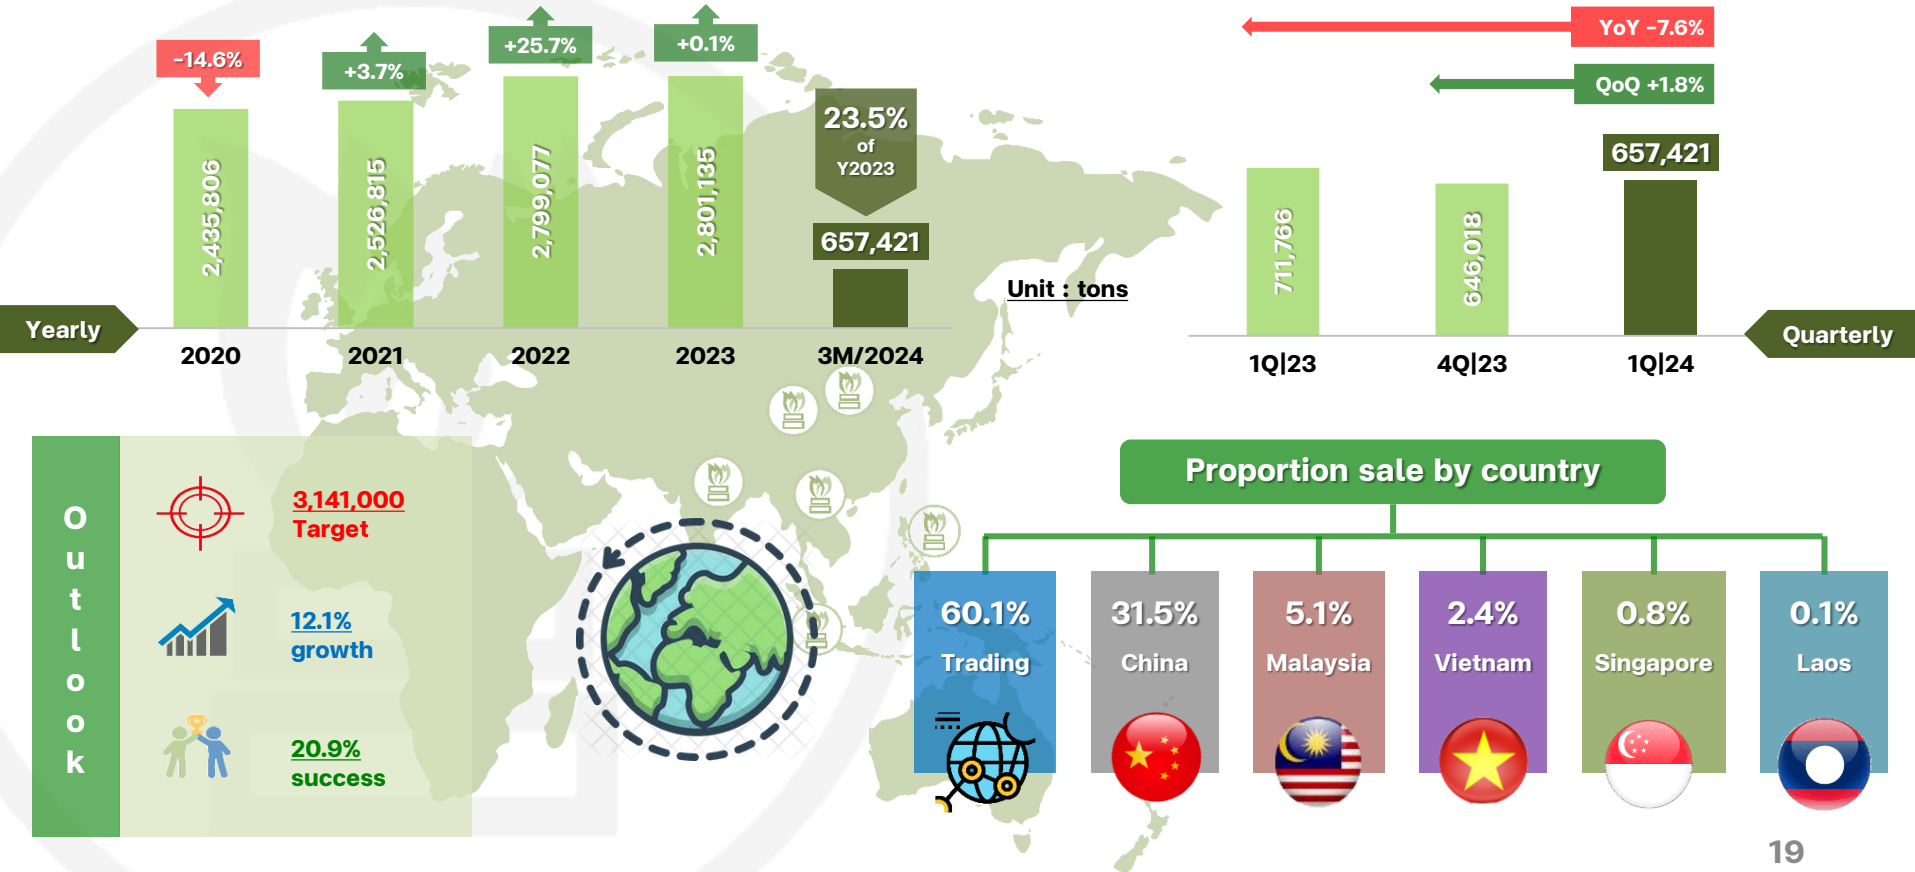 -14.6%
+3.7%
+25.7%
+0.1%
2,435,806
2,526,815
2,799,077
2,801,135
23.5%
of
Y2023
657,421
Yearly
2020
2021
2022
2023
3M/2024
Unit : tons
YoY -7.6%
QoQ +1.8%
711,766
646,018
657,421
1Q|23
4Q|23
1Q|24
Quarterly
Outlook
3,141,000
Target
12.1%
growth
20.9%
success
Proportion sale by country
60.1%
Trading
31.5%
China
5.1%
Malaysia
2.4%
Vietnam
0.8%
Singapore
0.1%
Laos
19